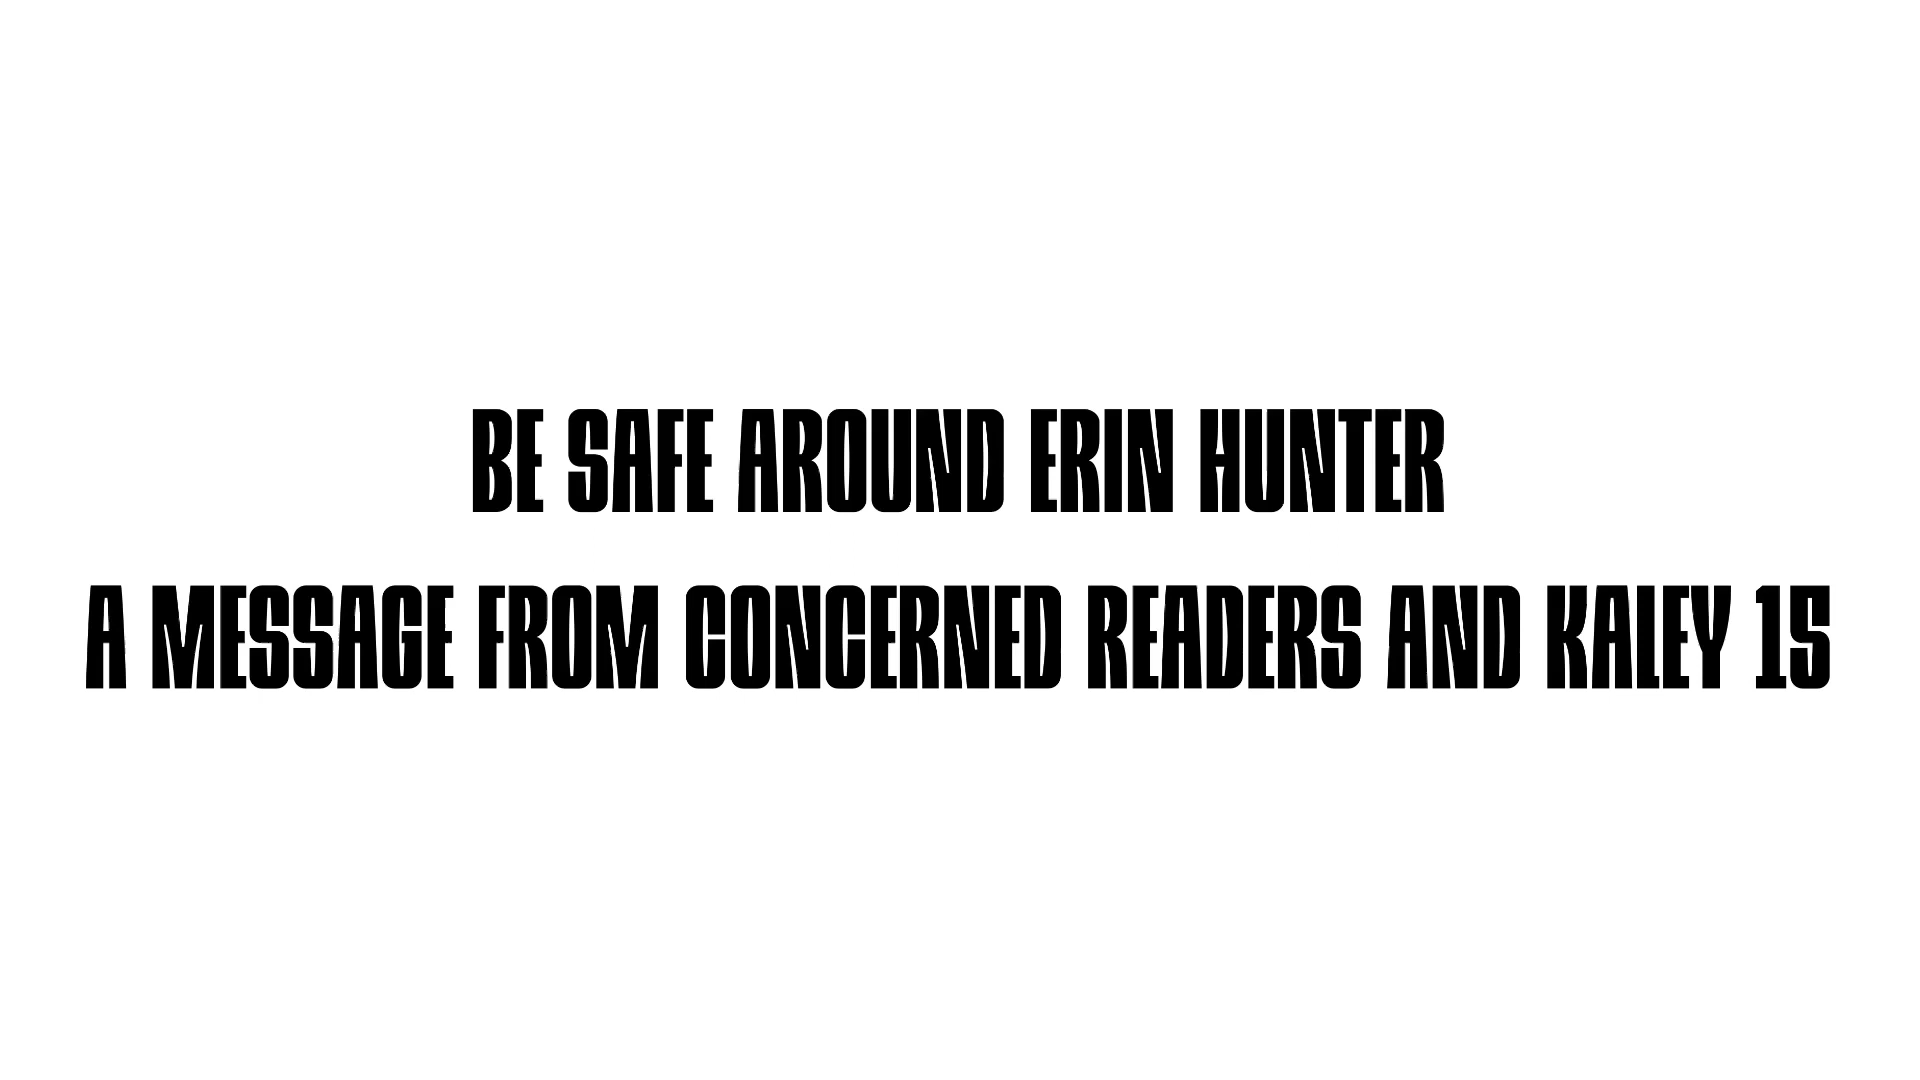 BE SAFE AROUND ERIN HUNTER
A MESSAGE FROM CONCERNED READERS AND KALEY 15